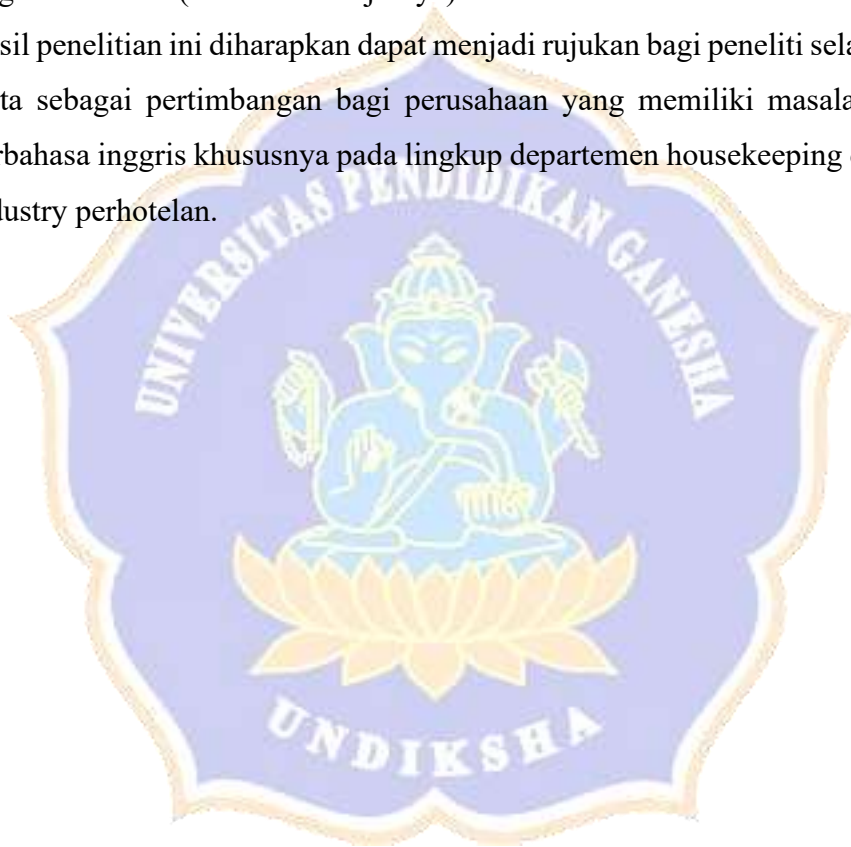 sil penelitian ini diharapkan dapat menjadi rujukan bagi peneliti sela
ta sebagai pertimbangan bagi perusahaan yang memiliki masala
rbahasa inggris khususnya pada lingkup departemen housekeeping
dustry perhotelan.
UNIVERSITAS PENDIDIKAN GANESHA
UNDIKSHA